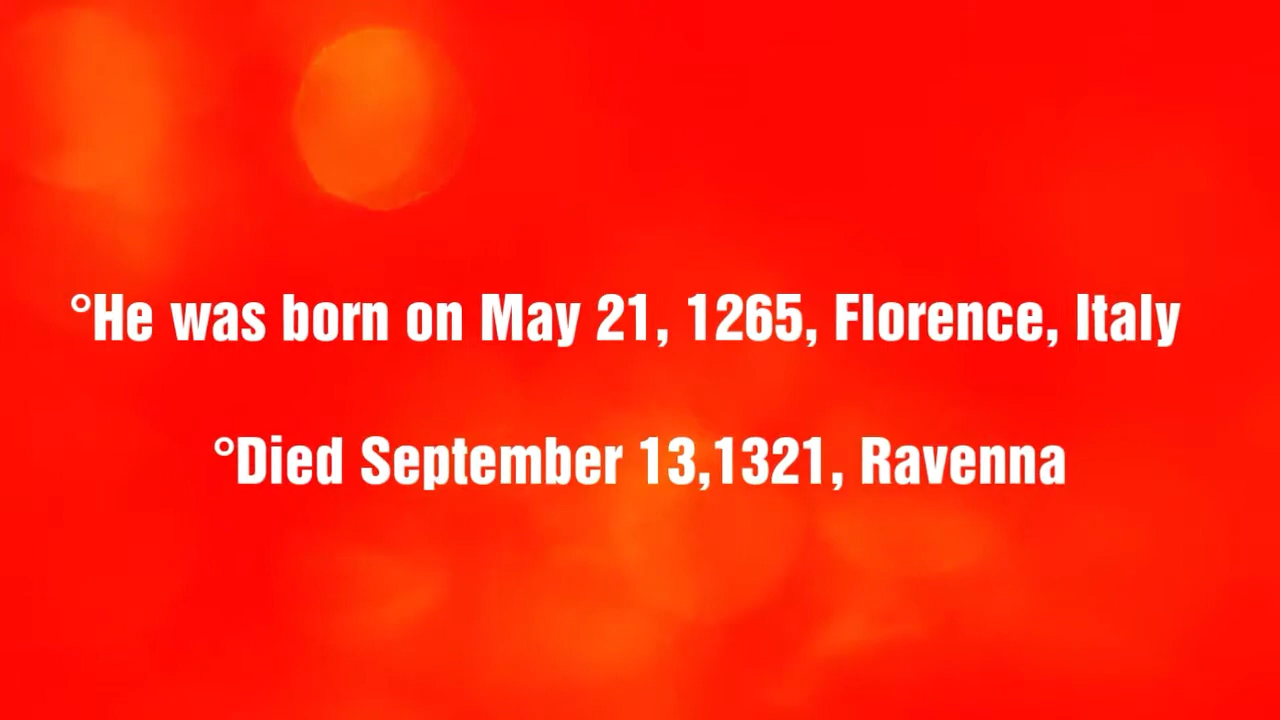 °He was born on May 21, 1265, Florence, Italy
°Died September 13,1321, Ravenna